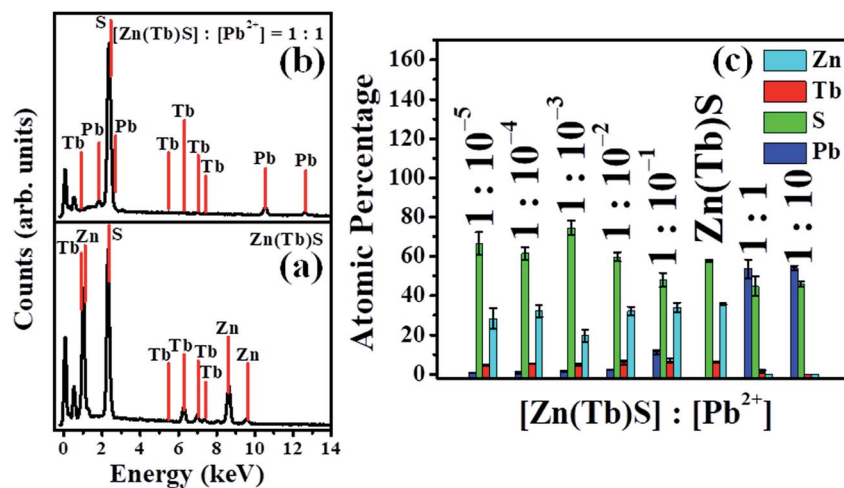 S
[Zn(Tb)S] : [Pb²⁺] = 1 : 1
(b)
Tb Pb Pb Tb Tb Tb Tb Pb Pb
Tb Zn S Zn(Tb)S
(a)
Tb Tb Tb Tb Zn Zn
Counts (arb. units)
0 2 4 6 8 10 12 14
Energy (keV)
(c)
Zn
Tb
S
Pb
160
140
120
100
80
60
40
20
0
Atomic Percentage
1 : 10⁻⁵
1 : 10⁻⁴
1 : 10⁻³
1 : 10⁻²
1 : 10⁻¹
Zn(Tb)S
1 : 1
1 : 10
[Zn(Tb)S] : [Pb²⁺]